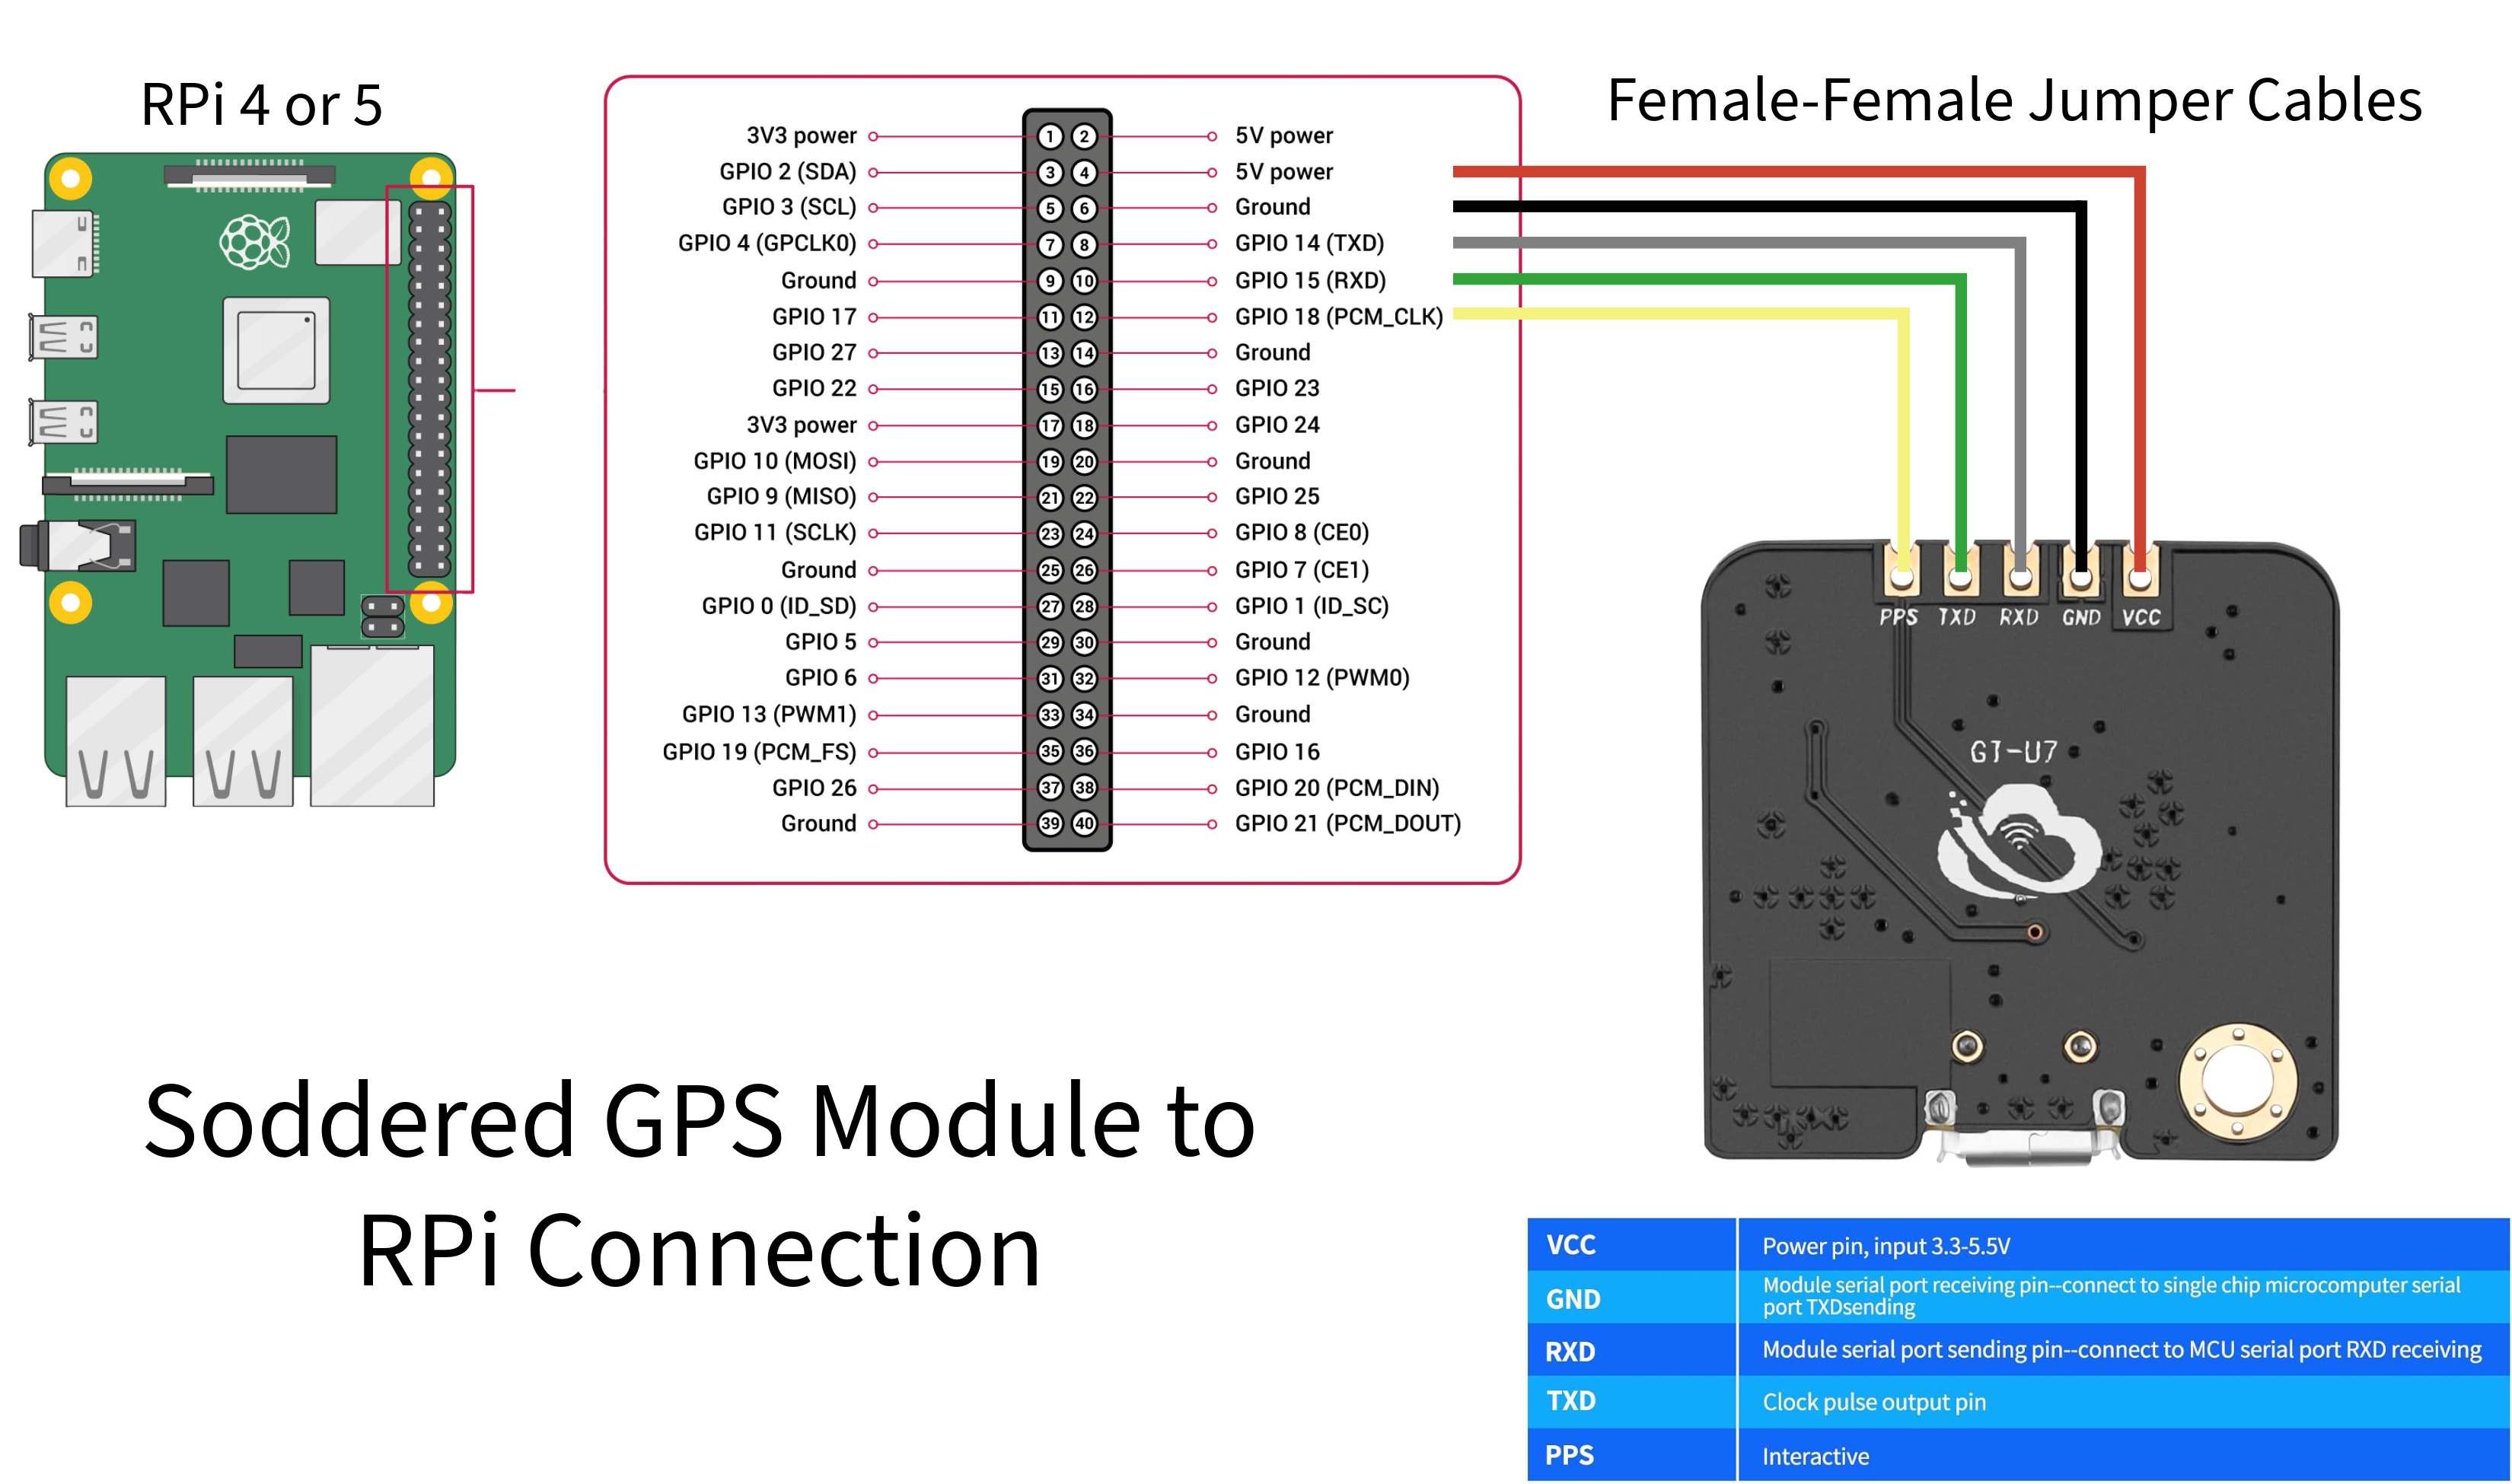 RPi 4 or 5
Female-Female Jumper Cables
3V3 power 1 2 5V power
GPIO 2 (SDA) 3 4 5V power
GPIO 3 (SCL) 5 6 Ground
GPIO 4 (GPCLK0) 7 8 GPIO 14 (TXD)
Ground 9 10 GPIO 15 (RXD)
GPIO 17 11 12 GPIO 18 (PCM_CLK)
GPIO 27 13 14 Ground
GPIO 22 15 16 GPIO 23
3V3 power 17 18 GPIO 24
GPIO 10 (MOSI) 19 20 Ground
GPIO 9 (MISO) 21 22 GPIO 25
GPIO 11 (SCLK) 23 24 GPIO 8 (CE0)
Ground 25 26 GPIO 7 (CE1)
GPIO 0 (ID_SD) 27 28 GPIO 1 (ID_SC)
GPIO 5 29 30 Ground
GPIO 6 31 32 GPIO 12 (PWM0)
GPIO 13 (PWM1) 33 34 Ground
GPIO 19 (PCM_FS) 35 36 GPIO 16
GPIO 26 37 38 GPIO 20 (PCM_DIN)
Ground 39 40 GPIO 21 (PCM_DOUT)
PPS TXD RXD GND VCC
GT-U7
Soddered GPS Module to
RPi Connection
VCC Power pin, input 3.3-5.5V
GND Module serial port receiving pin--connect to single chip microcomputer serial
port TXDsending
RXD Module serial port sending pin--connect to MCU serial port RXD receiving
TXD Clock pulse output pin
PPS Interactive